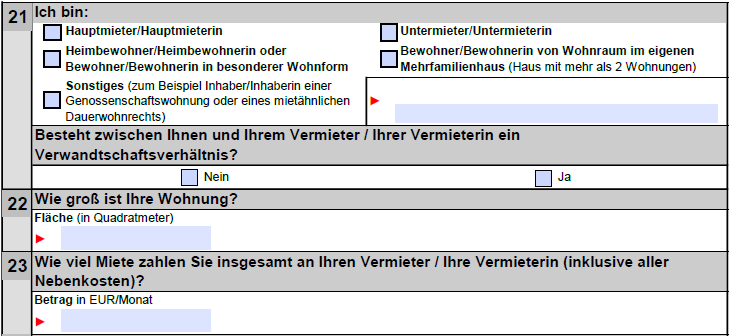 21 Ich bin:
Hauptmieter/Hauptmieterin
Untermieter/Untermieterin
Heimbewohner/Heimbewohnerin oder
Bewohner/Bewohnerin in besonderer Wohnform
Bewohner/Bewohnerin von Wohnraum im eigenen
Mehrfamilienhaus (Haus mit mehr als 2 Wohnungen)
Sonstiges (zum Beispiel Inhaber/Inhaberin einer
Genossenschaftswohnung oder eines mietähnlichen
Dauerwohnrechts)
Besteht zwischen Ihnen und Ihrem Vermieter / Ihrer Vermieterin ein
Verwandtschaftsverhältnis?
Nein Ja
22 Wie groß ist Ihre Wohnung?
Fläche (in Quadratmeter)
23 Wie viel Miete zahlen Sie insgesamt an Ihren Vermieter / Ihre Vermieterin (inklusive aller
Nebenkosten)?
Betrag in EUR/Monat